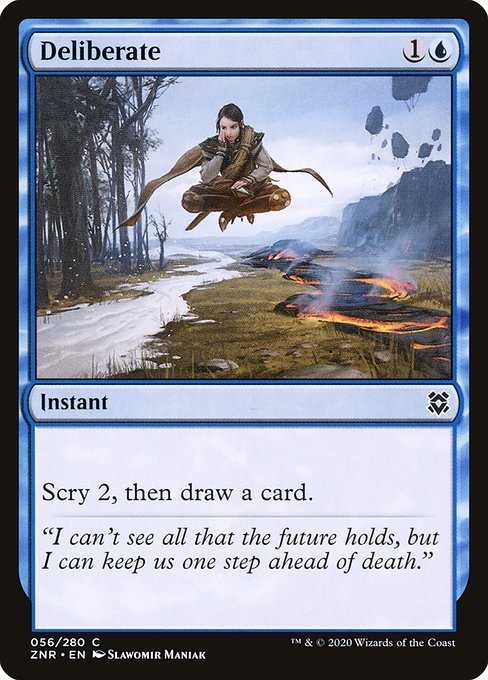 Deliberate 1
Instant
Scry 2, then draw a card.
“I can’t see all that the future holds, but
I can keep us one step ahead of death.”
056/280 C
ZNR • EN Slawomir Maniak
™ & © 2020 Wizards of the Coast